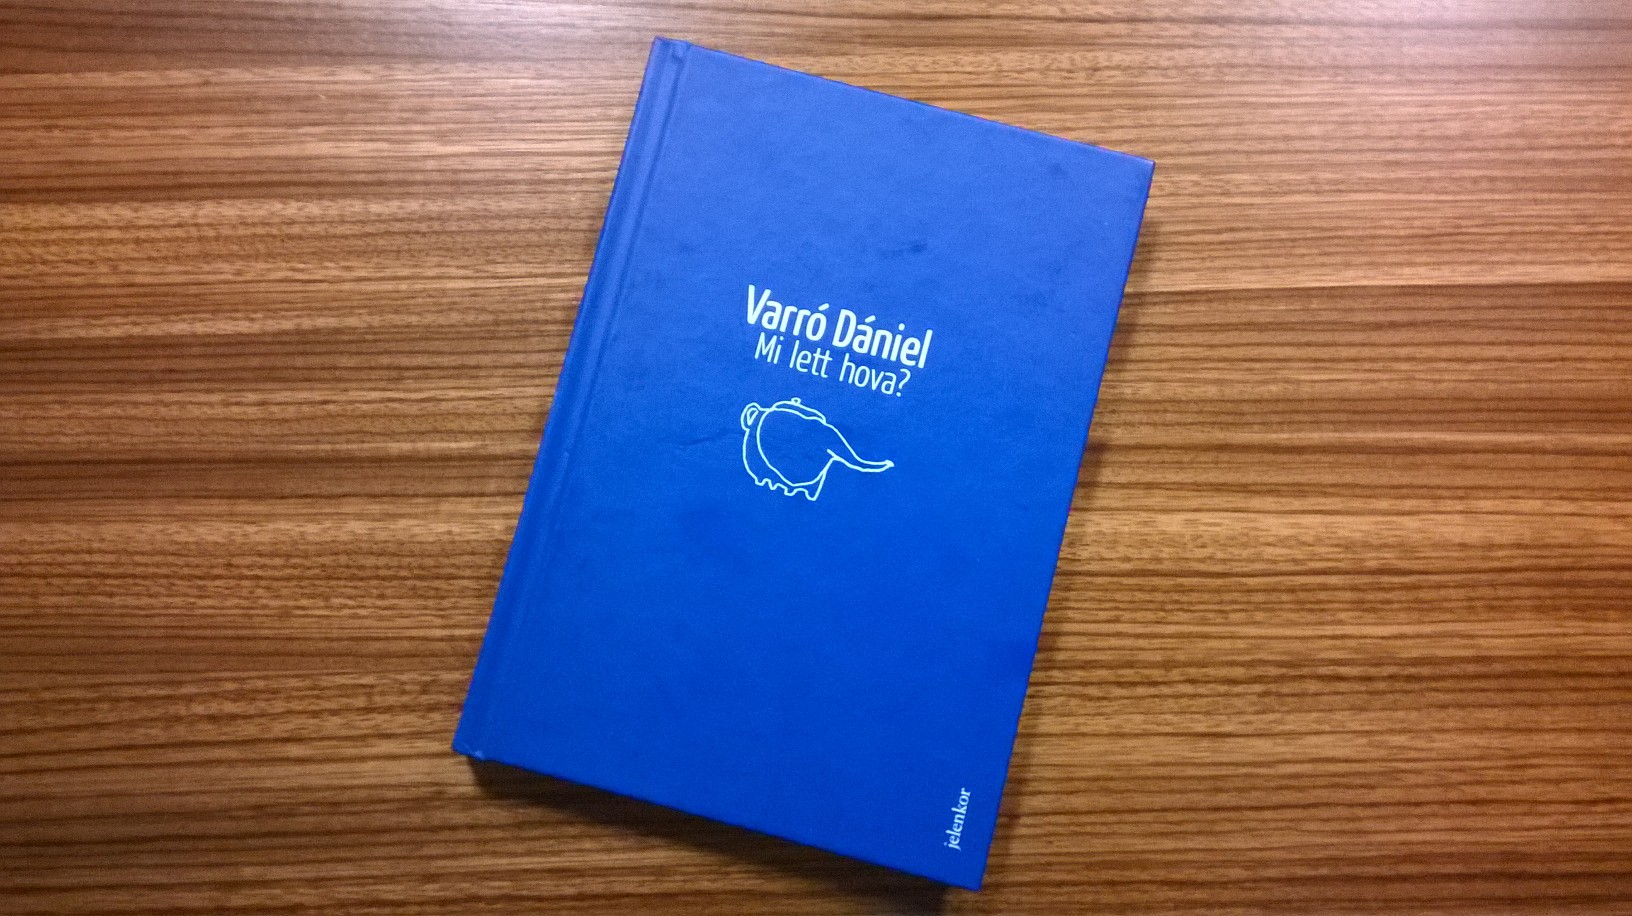 Varró Dániel
Mi lett hova?
jelenkor